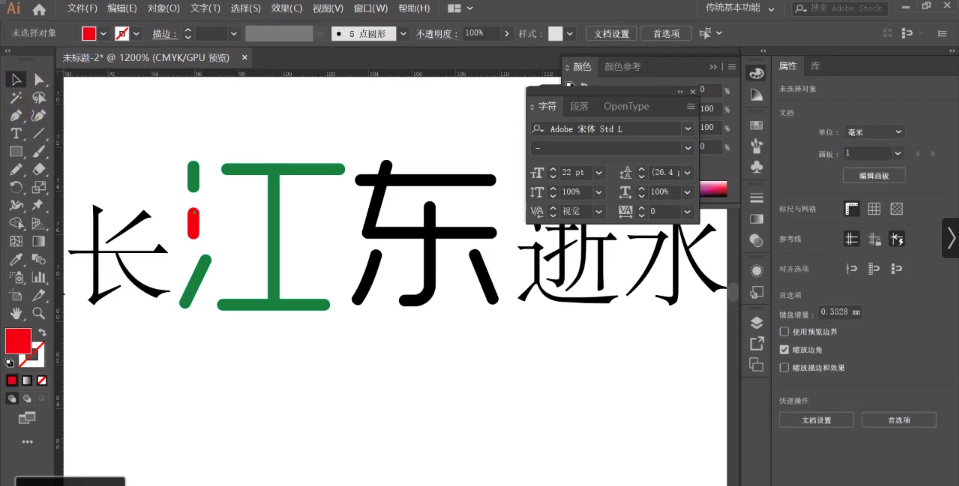 Ai 文件(F) 编辑(E) 对象(O) 文字(T) 选择(S) 效果(C) 视图(V) 窗口(W) 帮助(H) 传统基本功能 搜索 Adobe Stock
未选择对象 描边: 5 点圆形 不透明度: 100% 样式: 文档设置 首选项
未标题-2* @ 1200% (CMYK/GPU 预览) ×
颜色 颜色参考
0 %
100 %
100 %
0 %
字符 段落 OpenType
Adobe 宋体 Std L
-
22 pt (26.4 p
100% 100%
视觉 0
长江东逝水
属性 库
未选择对象
文档
单位: 毫米
画板: 1
编辑画板
标尺与网格
参考线
对齐选项
首选项
键盘增量: 0.3528 mm
使用预览边界
缩放边角
缩放描边和效果
快速操作
文档设置 首选项